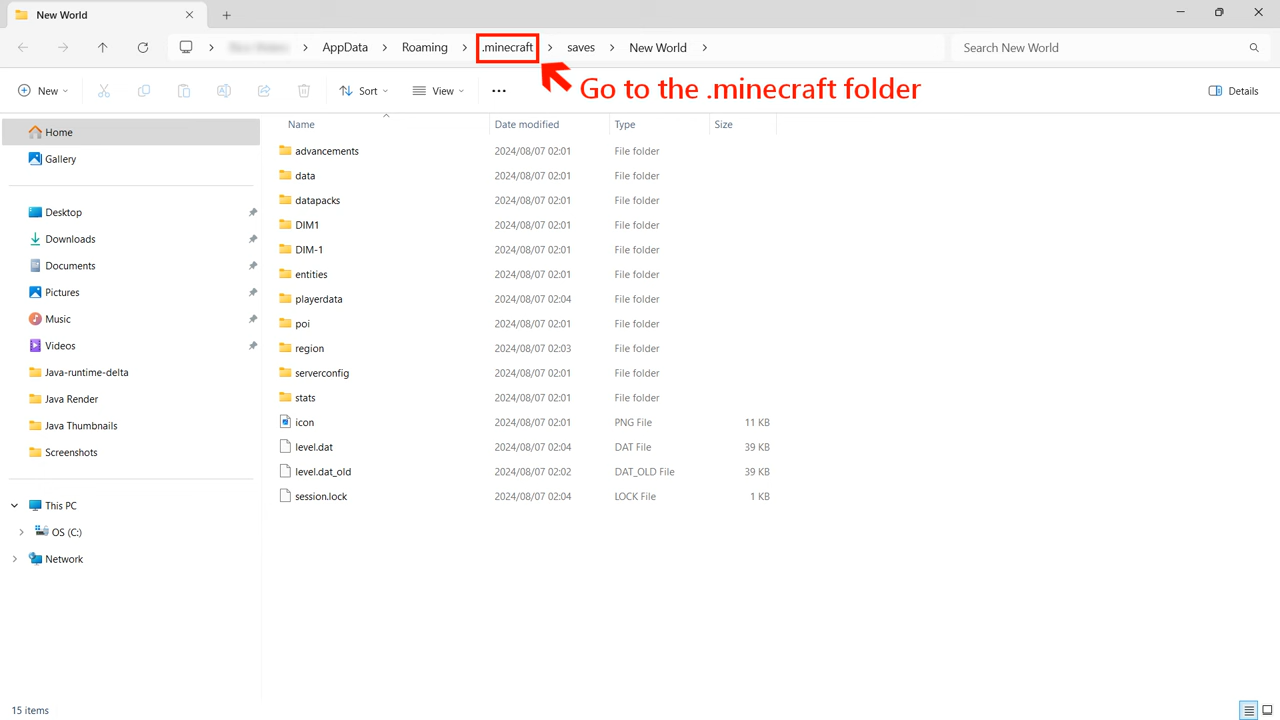 New World
AppData Roaming .minecraft saves New World
Search New World
Go to the .minecraft folder
New Sort View Details
Name Date modified Type Size
Home
Gallery
Desktop
Downloads
Documents
Pictures
Music
Videos
Java-runtime-delta
Java Render
Java Thumbnails
Screenshots
This PC
OS (C:)
Network
advancements 2024/08/07 02:01 File folder
data 2024/08/07 02:01 File folder
datapacks 2024/08/07 02:01 File folder
DIM1 2024/08/07 02:01 File folder
DIM-1 2024/08/07 02:01 File folder
entities 2024/08/07 02:01 File folder
playerdata 2024/08/07 02:04 File folder
poi 2024/08/07 02:01 File folder
region 2024/08/07 02:03 File folder
serverconfig 2024/08/07 02:01 File folder
stats 2024/08/07 02:01 File folder
icon 2024/08/07 02:01 PNG File 11 KB
level.dat 2024/08/07 02:04 DAT File 39 KB
level.dat_old 2024/08/07 02:02 DAT_OLD File 39 KB
session.lock 2024/08/07 02:04 LOCK File 1 KB
15 items